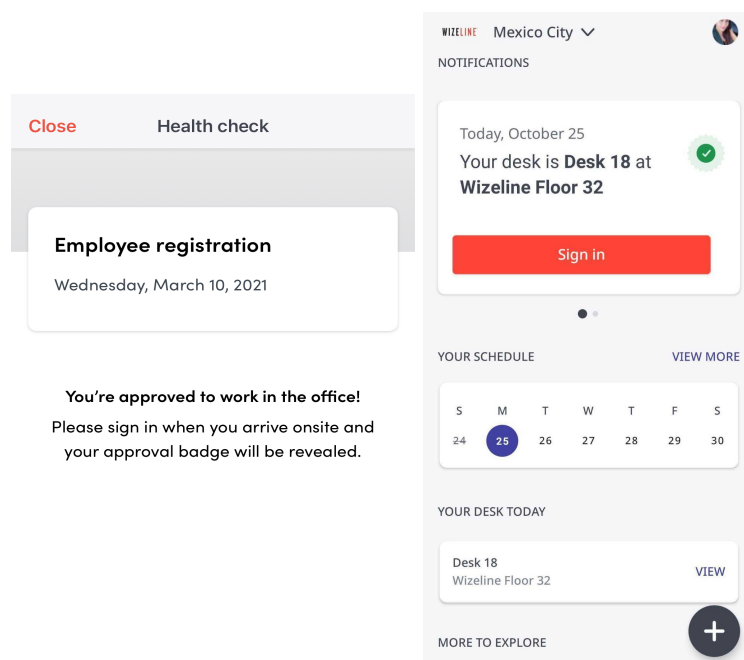 Close
Health check
Employee registration
Wednesday, March 10, 2021
You're approved to work in the office!
Please sign in when you arrive onsite and
your approval badge will be revealed.
WIZELINE
Mexico City
NOTIFICATIONS
Today, October 25
Your desk is Desk 18 at
Wizeline Floor 32
Sign in
YOUR SCHEDULE
VIEW MORE
S M T W T F S
24 25 26 27 28 29 30
YOUR DESK TODAY
Desk 18
Wizeline Floor 32
VIEW
MORE TO EXPLORE